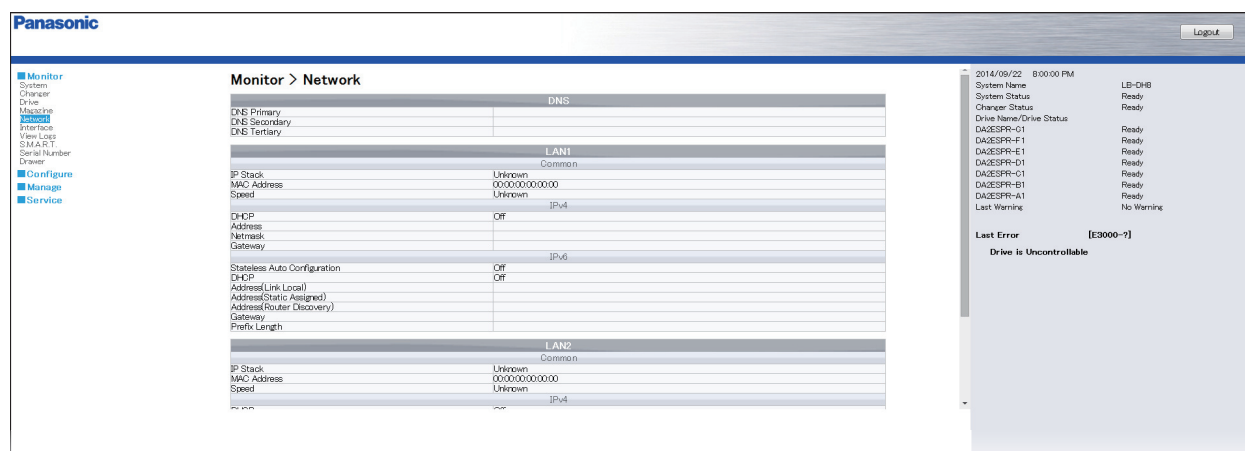 Panasonic
Logout
Monitor
System
Changer
Drive
Magazine
Network
Interface
View Logs
S.M.A.R.T.
Serial Number
Drawer
Configure
Manage
Service
Monitor > Network
DNS
DNS Primary
DNS Secondary
DNS Tertiary
LAN1
Common
IP Stack Unknown
MAC Address 00:00:00:00:00:00
Speed Unknown
IPv4
DHCP Off
Address
Netmask
Gateway
IPv6
Stateless Auto Configuration Off
DHCP Off
Address(Link Local)
Address(Static Assigned)
Address(Router Discovery)
Gateway
Prefix Length
LAN2
Common
IP Stack Unknown
MAC Address 00:00:00:00:00:00
Speed Unknown
IPv4
DHCP Off
2014/09/22 8:00:00 PM
System Name LB-DH8
System Status Ready
Changer Status Ready
Drive Name/Drive Status
DA2ESPR-G1 Ready
DA2ESPR-F1 Ready
DA2ESPR-E1 Ready
DA2ESPR-D1 Ready
DA2ESPR-C1 Ready
DA2ESPR-B1 Ready
DA2ESPR-A1 Ready
Last Warning No Warning
Last Error [E3000-?]
Drive is Uncontrollable